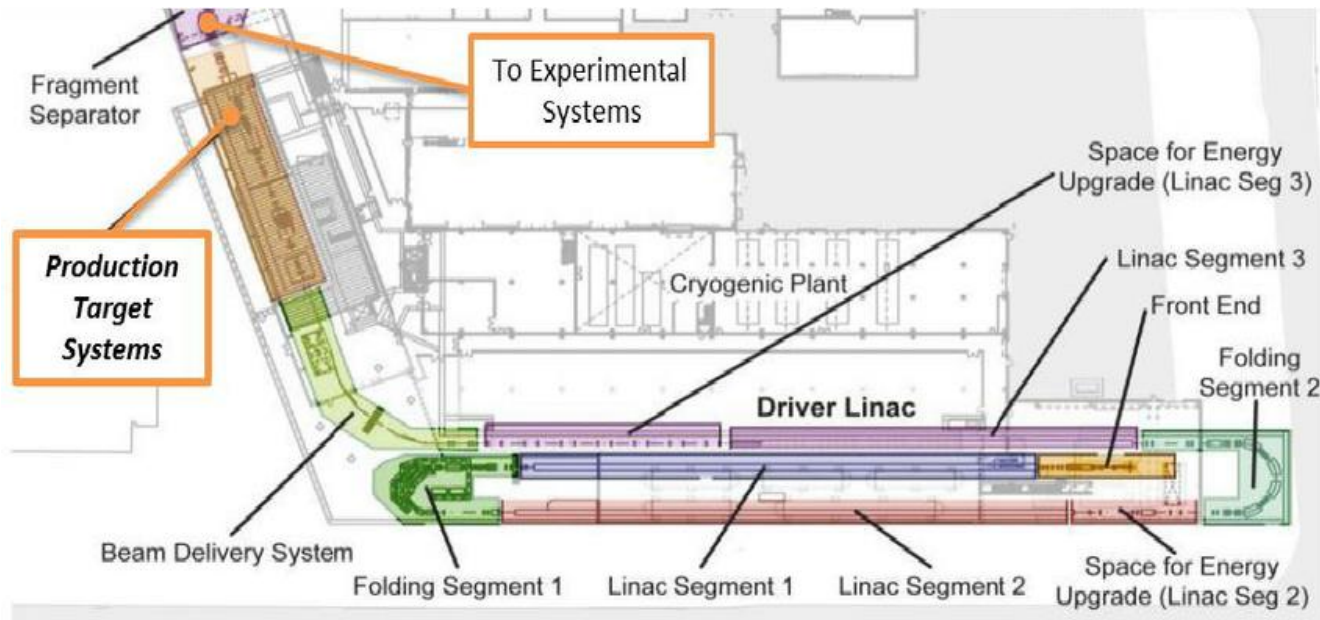 Fragment
Separator
To Experimental
Systems
Production
Target
Systems
Space for Energy
Upgrade (Linac Seg 3)
Cryogenic Plant
Linac Segment 3
Front End
Folding
Segment 2
Driver Linac
Beam Delivery System
Folding Segment 1
Linac Segment 1
Linac Segment 2
Space for Energy
Upgrade (Linac Seg 2)